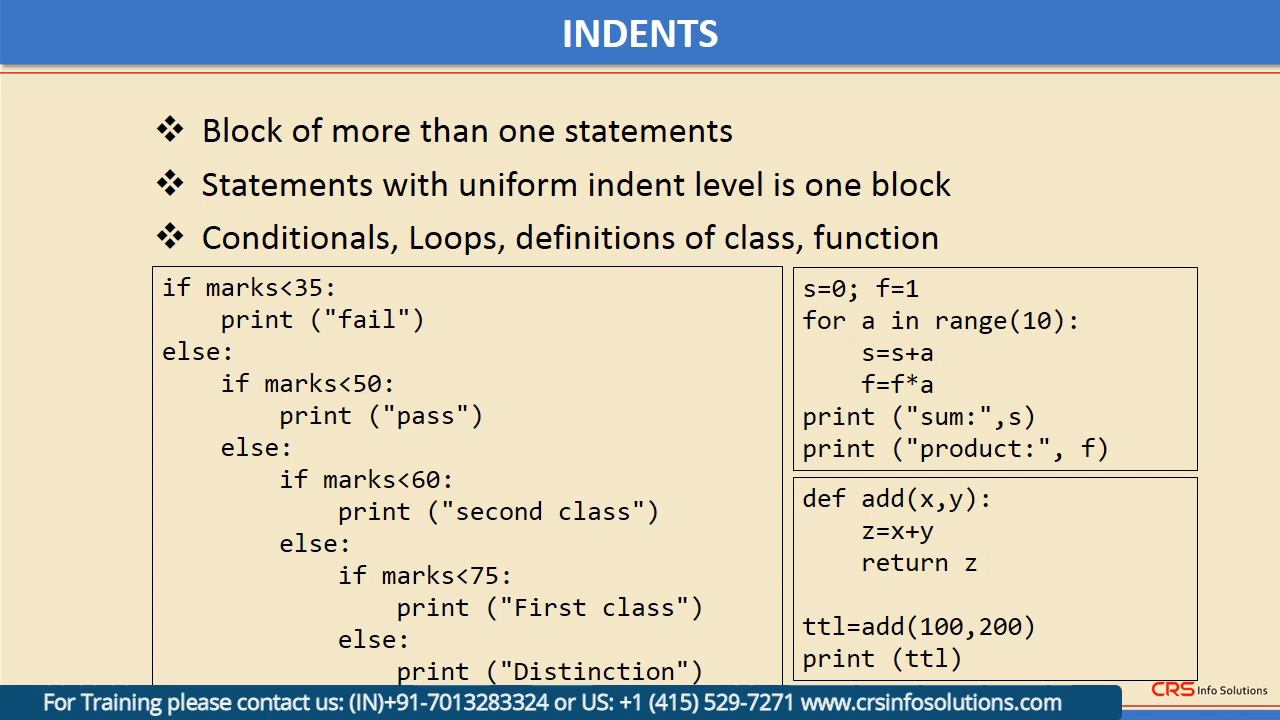 INDENTS
❖ Block of more than one statements
❖ Statements with uniform indent level is one block
❖ Conditionals, Loops, definitions of class, function
if marks<35:
    print ("fail")
else:
    if marks<50:
        print ("pass")
    else:
        if marks<60:
            print ("second class")
        else:
            if marks<75:
                print ("First class")
            else:
                print ("Distinction")
s=0; f=1
for a in range(10):
    s=s+a
    f=f*a
print ("sum:",s)
print ("product:", f)
def add(x,y):
    z=x+y
    return z
ttl=add(100,200)
print (ttl)
For Training please contact us: (IN)+91-7013283324 or US: +1 (415) 529-7271 www.crsinfosolutions.com
CRS Info Solutions